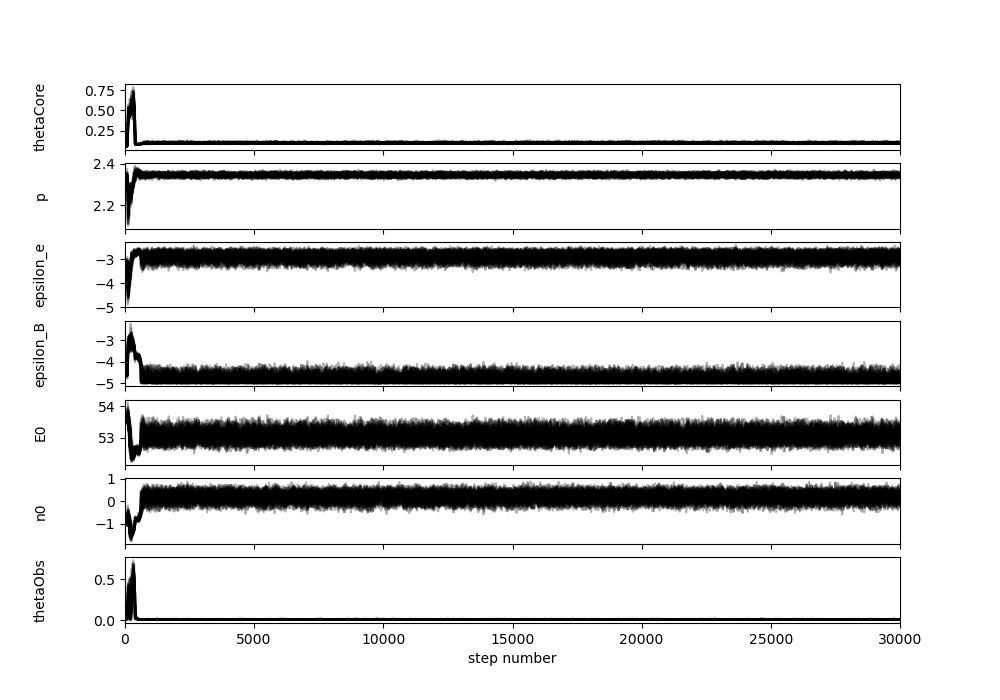 thetaCore
0.75
0.50
0.25
p
2.4
2.2
epsilon_e
−3
−4
−5
epsilon_B
−3
−4
−5
E0
54
53
n0
1
0
−1
thetaObs
0.5
0.0
0 5000 10000 15000 20000 25000 30000
step number